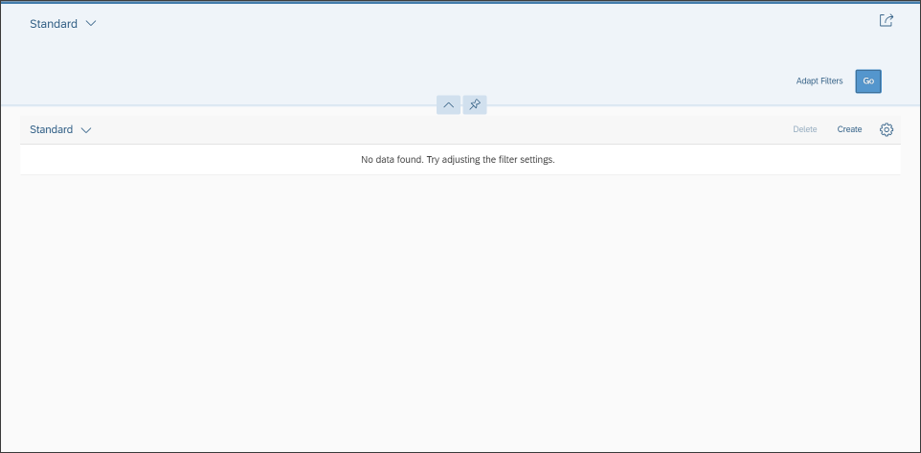 Standard
Adapt Filters Go
Standard Delete Create
No data found. Try adjusting the filter settings.